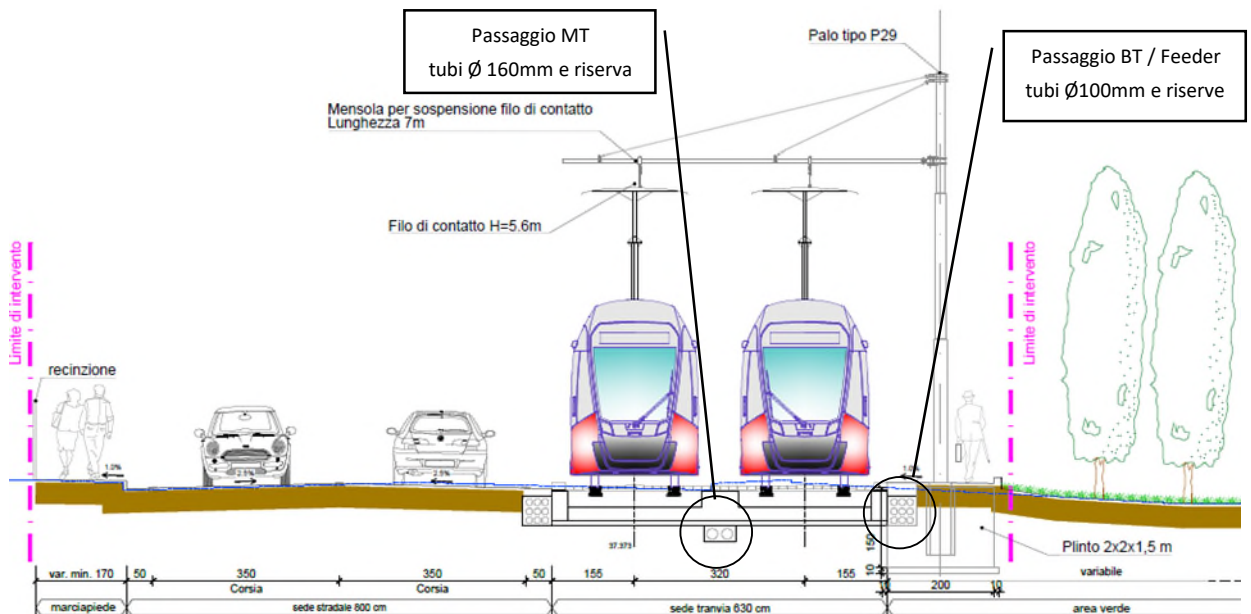 Passaggio MT
tubi Ø 160mm e riserva
Palo tipo P29
Passaggio BT / Feeder
tubi Ø100mm e riserve
Mensola per sospensione filo di contatto
Lunghezza 7m
Filo di contatto H=5.6m
Limite di intervento
Limite di intervento
recinzione
1.0%
2.5%
2.5%
1.0%
37.373
150
10
Plinto 2x2x1,5 m
var. min. 170
50
350
350
50
155
320
155
10
200
10
variabile
Corsia
Corsia
marciapiede
sede stradale 800 cm
sede tranvia 630 cm
area verde